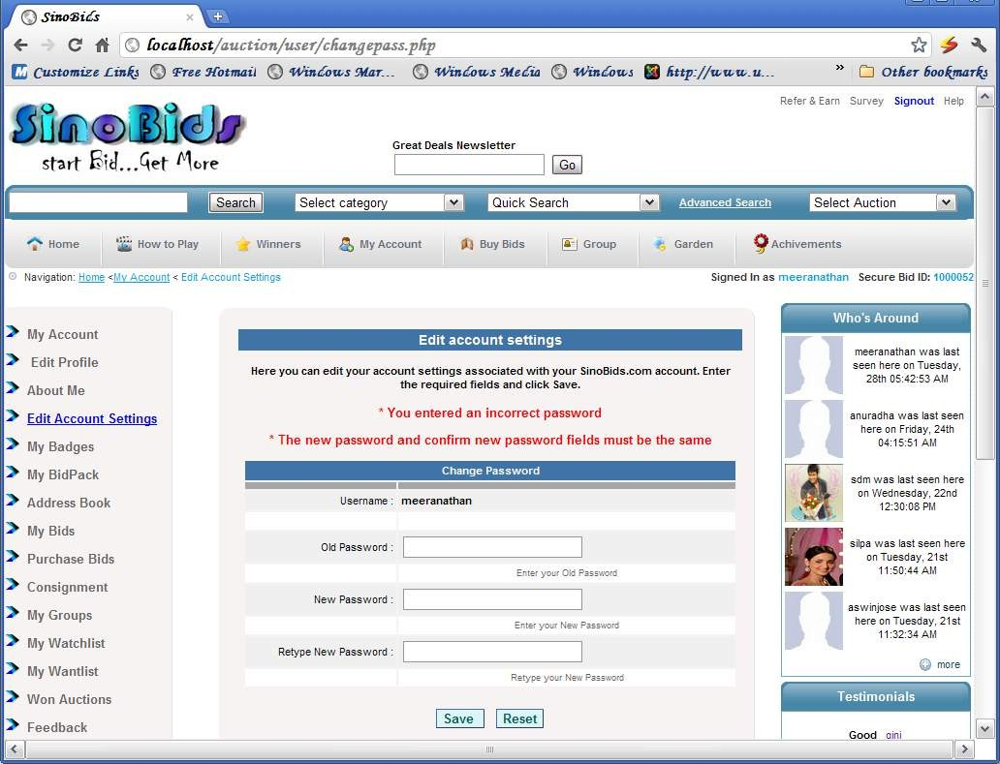 SinoBids
localhost/auction/user/changepass.php
Customize Links
Free Hotmail
Windows Mar...
Windows Media
Windows
http://www.u...
»
Other bookmarks
Refer & Earn Survey Signout Help
SinoBids
start Bid...Get More
Great Deals Newsletter
Go
Search
Select category
Quick Search
Advanced Search
Select Auction
Home
How to Play
Winners
My Account
Buy Bids
Group
Garden
Achivements
Navigation: Home <My Account < Edit Account Settings
Signed In as meeranathan Secure Bid ID: 1000052
My Account
Edit Profile
About Me
Edit Account Settings
My Badges
My BidPack
Address Book
My Bids
Purchase Bids
Consignment
My Groups
My Watchlist
My Wantlist
Won Auctions
Feedback
Edit account settings
Here you can edit your account settings associated with your SinoBids.com account. Enter
the required fields and click Save.
* You entered an incorrect password
* The new password and confirm new password fields must be the same
Change Password
Username : meeranathan
Old Password :
Enter your Old Password
New Password :
Enter your New Password
Retype New Password :
Retype your New Password
Save
Reset
Who's Around
meeranathan was last
seen here on Tuesday,
28th 05:42:53 AM
anuradha was last seen
here on Friday, 24th
04:15:51 AM
sdm was last seen here
on Wednesday, 22nd
12:30:08 PM
silpa was last seen here
on Tuesday, 21st
11:50:44 AM
aswinjose was last seen
here on Tuesday, 21st
11:32:34 AM
more
Testimonials
Good gini